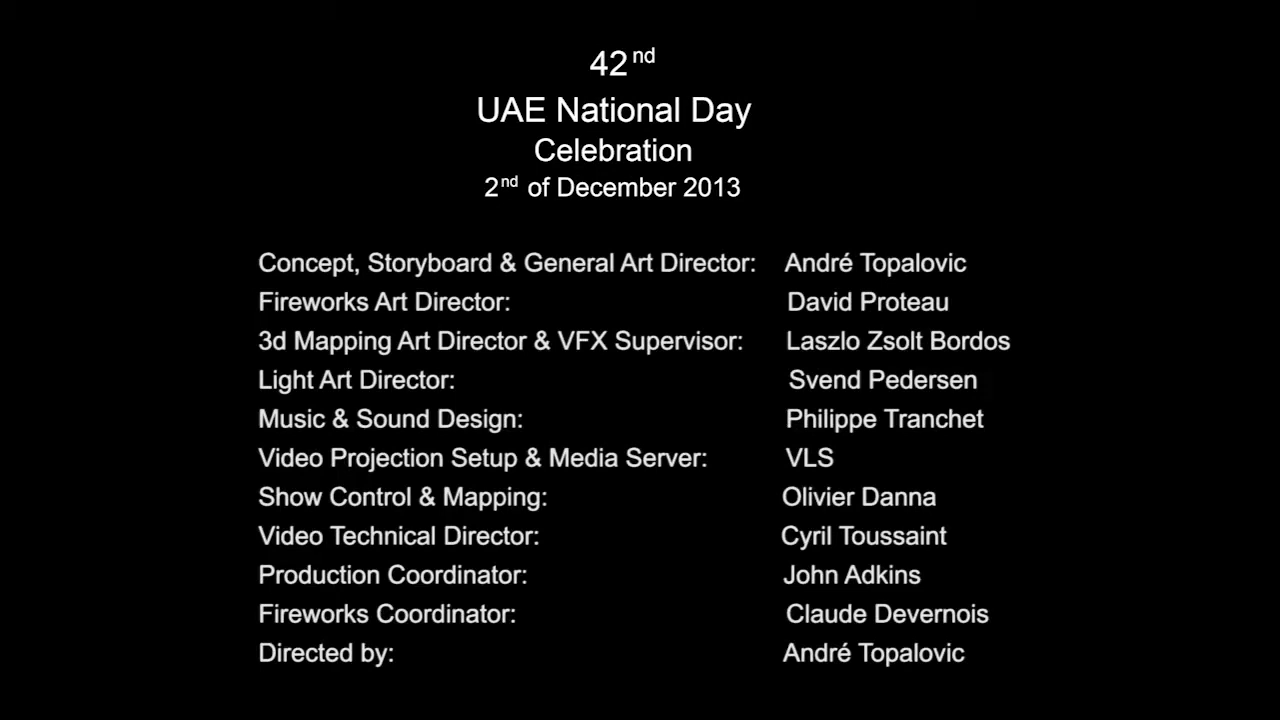 42nd
UAE National Day
Celebration
2nd of December 2013
Concept, Storyboard & General Art Director: André Topalovic
Fireworks Art Director: David Proteau
3d Mapping Art Director & VFX Supervisor: Laszlo Zsolt Bordos
Light Art Director: Svend Pedersen
Music & Sound Design: Philippe Tranchet
Video Projection Setup & Media Server: VLS
Show Control & Mapping: Olivier Danna
Video Technical Director: Cyril Toussaint
Production Coordinator: John Adkins
Fireworks Coordinator: Claude Devernois
Directed by: André Topalovic